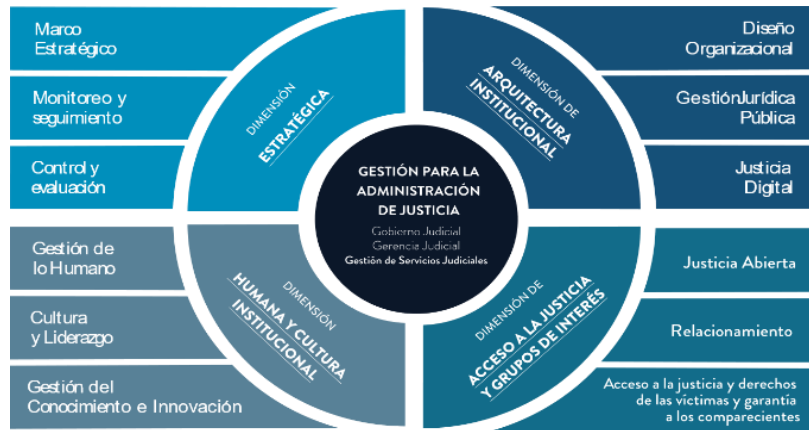 Marco
Estratégico
Monitoreo y
seguimiento
Control y
evaluación
DIMENSIÓN
ESTRATÉGICA
DIMENSIÓN DE
ARQUITECTURA
INSTITUCIONAL
Diseño
Organizacional
GestiónJurídica
Pública
Justicia
Digital
GESTIÓN PARA LA
ADMINISTRACIÓN
DE JUSTICIA
Gobierno Judicial
Gerencia Judicial
Gestión de Servicios Judiciales
Gestión de
lo Humano
Cultura
y Liderazgo
Gestión del
Conocimiento e Innovación
DIMENSIÓN
HUMANA Y CULTURA
INSTITUCIONAL
DIMENSIÓN DE
ACCESO A LA JUSTICIA
Y GRUPOS DE INTERÉS
Justicia Abierta
Relacionamiento
Acceso a la justicia y derechos
de las víctimas y garantía
a los comparecientes